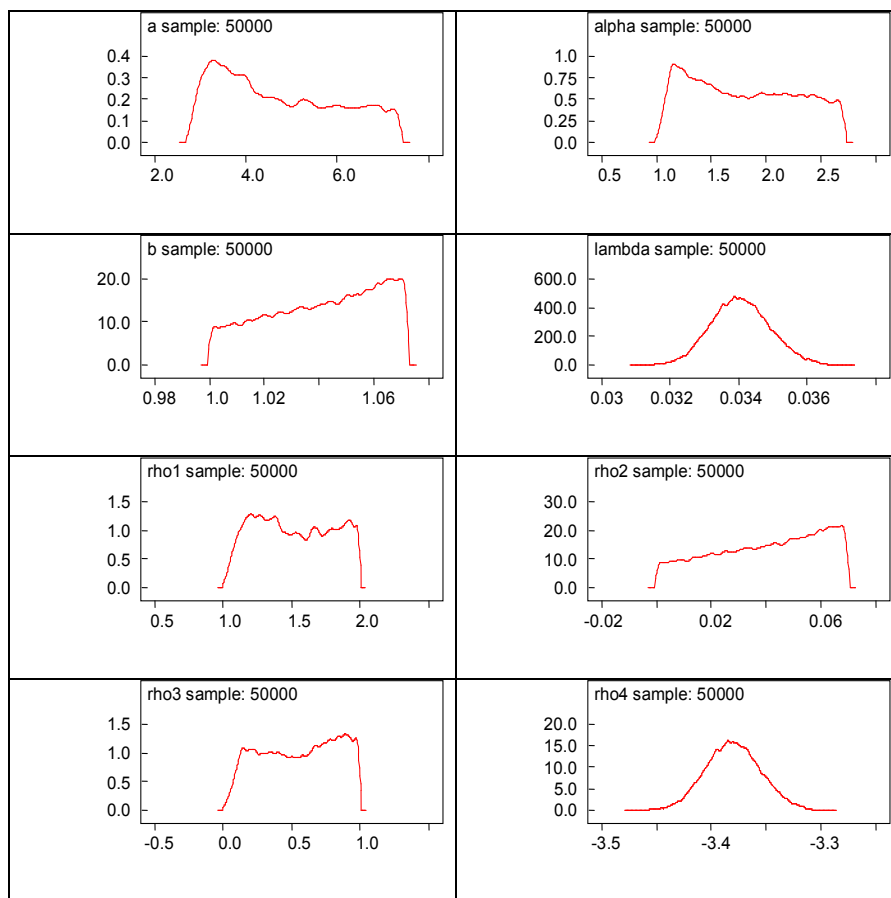 a sample: 50000
0.4
0.3
0.2
0.1
0.0
2.0 4.0 6.0
alpha sample: 50000
1.0
0.75
0.5
0.25
0.0
0.5 1.0 1.5 2.0 2.5
b sample: 50000
20.0
10.0
0.0
0.98 1.0 1.02 1.06
lambda sample: 50000
600.0
400.0
200.0
0.0
0.03 0.032 0.034 0.036
rho1 sample: 50000
1.5
1.0
0.5
0.0
0.5 1.0 1.5 2.0
rho2 sample: 50000
30.0
20.0
10.0
0.0
-0.02 0.02 0.06
rho3 sample: 50000
1.5
1.0
0.5
0.0
-0.5 0.0 0.5 1.0
rho4 sample: 50000
20.0
15.0
10.0
5.0
0.0
-3.5 -3.4 -3.3